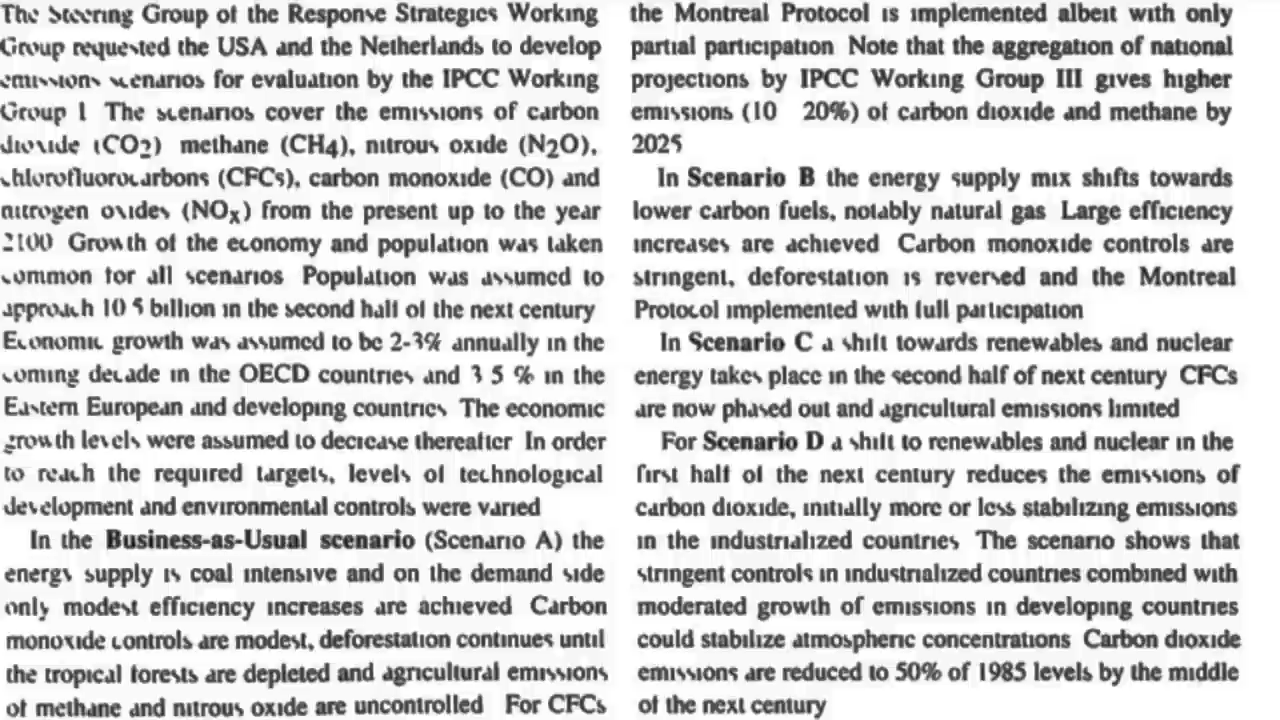 The Steering Group of the Response Strategies Working
Group requested the USA and the Netherlands to develop
emissions scenarios for evaluation by the IPCC Working
Group I The scenarios cover the emissions of carbon
dioxide (CO2) methane (CH4), nitrous oxide (N2O),
chlorofluorocarbons (CFCs), carbon monoxide (CO) and
nitrogen oxides (NOx) from the present up to the year
2100 Growth of the economy and population was taken
common for all scenarios Population was assumed to
approach 10 5 billion in the second half of the next century
Economic growth was assumed to be 2-3% annually in the
coming decade in the OECD countries and 3 5 % in the
Eastern European and developing countries The economic
growth levels were assumed to decrease thereafter In order
to reach the required targets, levels of technological
development and environmental controls were varied
In the Business-as-Usual scenario (Scenario A) the
energy supply is coal intensive and on the demand side
only modest efficiency increases are achieved Carbon
monoxide controls are modest, deforestation continues until
the tropical forests are depleted and agricultural emissions
of methane and nitrous oxide are uncontrolled For CFCs
the Montreal Protocol is implemented albeit with only
partial participation Note that the aggregation of national
projections by IPCC Working Group III gives higher
emissions (10 20%) of carbon dioxide and methane by
2025
In Scenario B the energy supply mix shifts towards
lower carbon fuels, notably natural gas Large efficiency
increases are achieved Carbon monoxide controls are
stringent, deforestation is reversed and the Montreal
Protocol implemented with full participation
In Scenario C a shift towards renewables and nuclear
energy takes place in the second half of next century CFCs
are now phased out and agricultural emissions limited
For Scenario D a shift to renewables and nuclear in the
first half of the next century reduces the emissions of
carbon dioxide, initially more or less stabilizing emissions
in the industrialized countries The scenario shows that
stringent controls in industrialized countries combined with
moderated growth of emissions in developing countries
could stabilize atmospheric concentrations Carbon dioxide
emissions are reduced to 50% of 1985 levels by the middle
of the next century